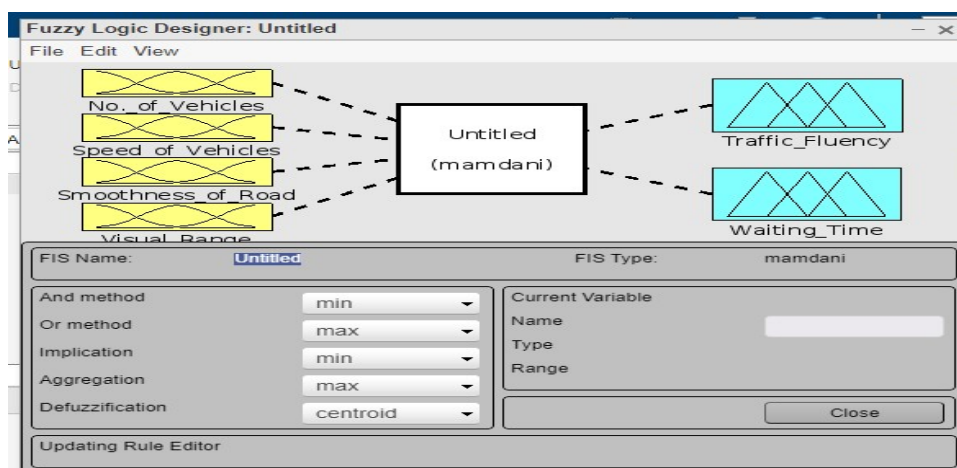 Fuzzy Logic Designer: Untitled
File Edit View
No._of_Vehicles
Speed_of_Vehicles
Smoothness_of_Road
Visual_Range
Untitled
(mamdani)
Traffic_Fluency
Waiting_Time
FIS Name: Untitled FIS Type: mamdani
And method min
Or method max
Implication min
Aggregation max
Defuzzification centroid
Current Variable
Name
Type
Range
Close
Updating Rule Editor